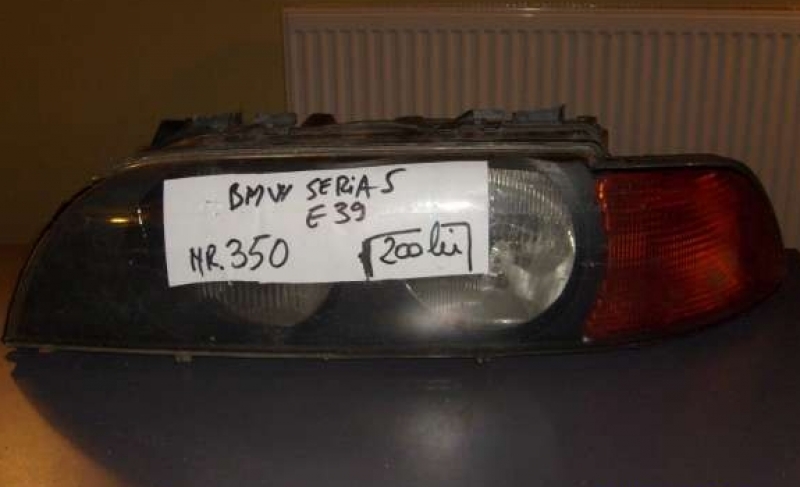 BMW SERIA 5
E 39
NR. 350
200 lei